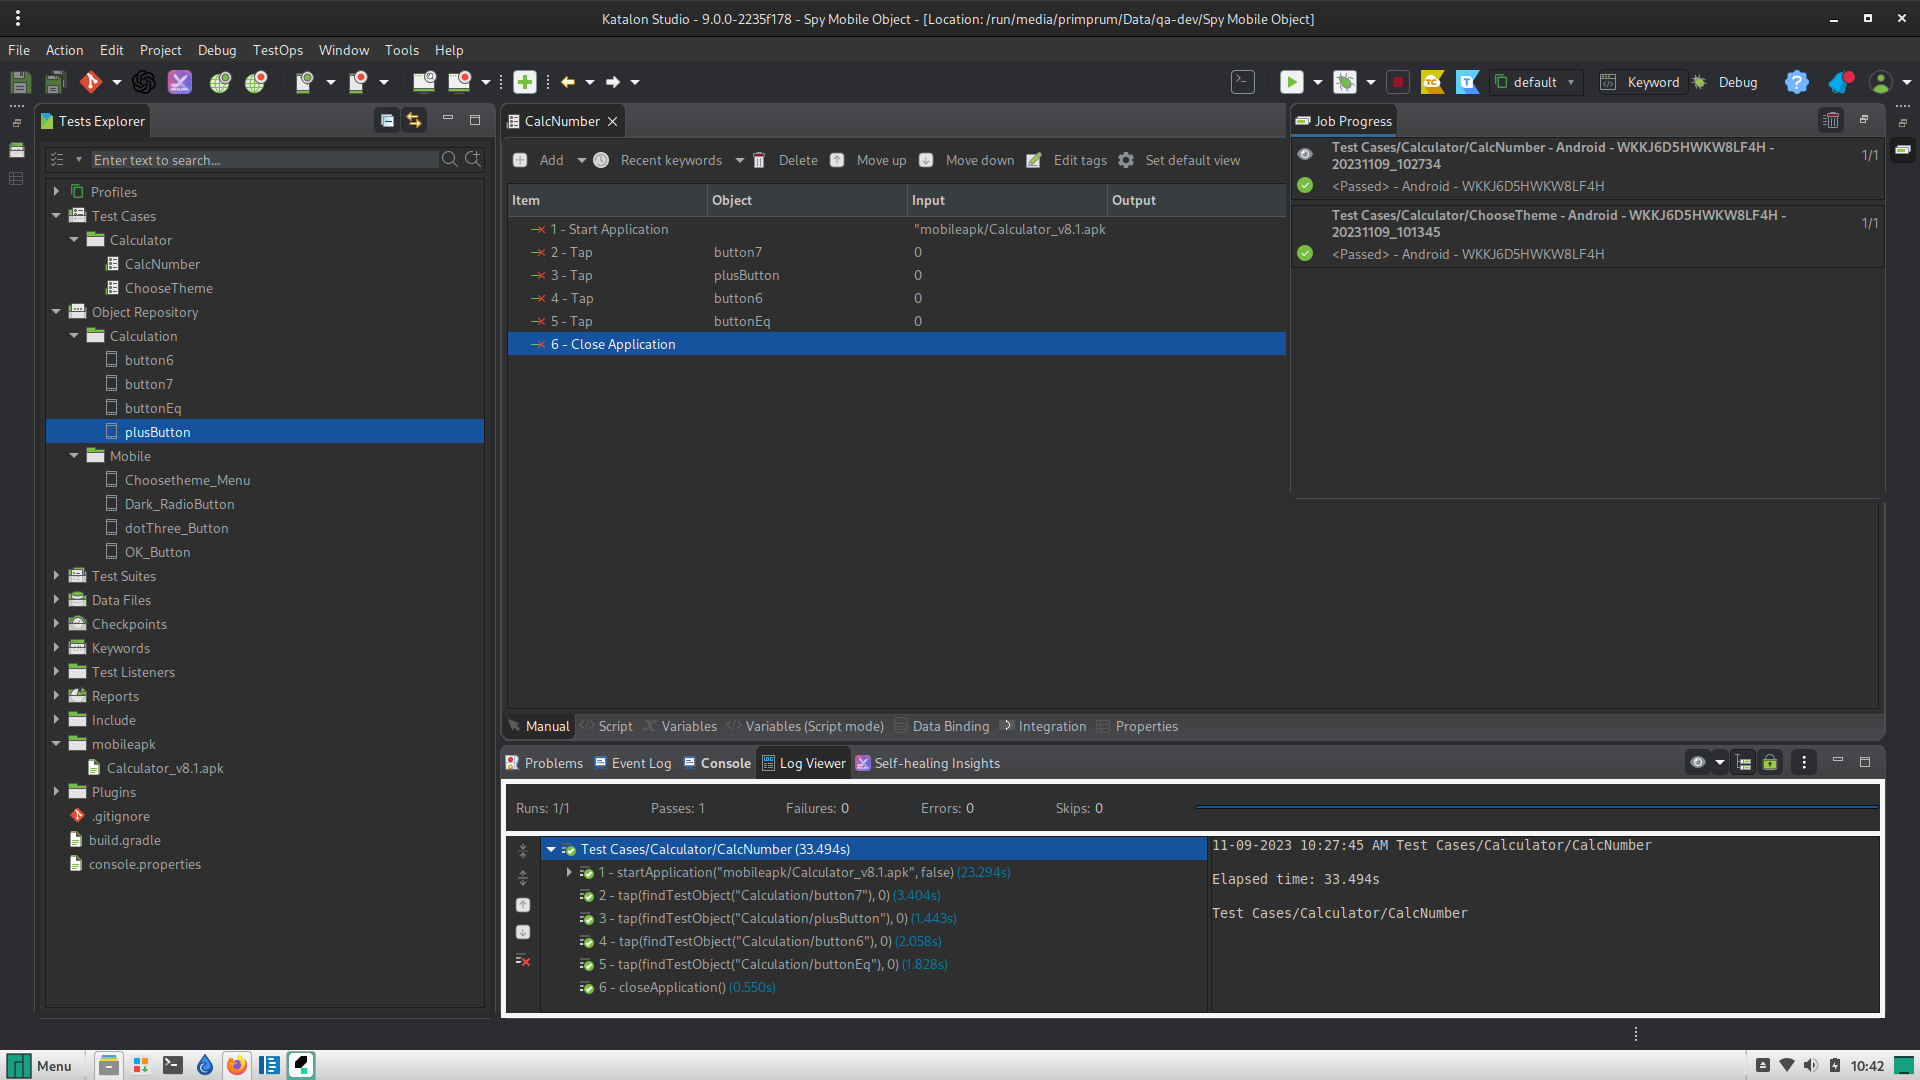 Katalon Studio - 9.0.0-2235f178 - Spy Mobile Object - [Location: /run/media/primprum/Data/qa-dev/Spy Mobile Object]
File Action Edit Project Debug TestOps Window Tools Help
default
Keyword
Debug
Tests Explorer
Enter text to search...
Profiles
Test Cases
Calculator
CalcNumber
ChooseTheme
Object Repository
Calculation
button6
button7
buttonEq
plusButton
Mobile
Choosetheme_Menu
Dark_RadioButton
dotThree_Button
OK_Button
Test Suites
Data Files
Checkpoints
Keywords
Test Listeners
Reports
Include
mobileapk
Calculator_v8.1.apk
Plugins
.gitignore
build.gradle
console.properties
CalcNumber
Add Recent keywords Delete Move up Move down Edit tags Set default view
Item Object Input Output
1 - Start Application "mobileapk/Calculator_v8.1.apk
2 - Tap button7 0
3 - Tap plusButton 0
4 - Tap button6 0
5 - Tap buttonEq 0
6 - Close Application
Manual Script Variables Variables (Script mode) Data Binding Integration Properties
Job Progress
Test Cases/Calculator/CalcNumber - Android - WKKJ6D5HWKW8LF4H - 1/1
20231109_102734
<Passed> - Android - WKKJ6D5HWKW8LF4H
Test Cases/Calculator/ChooseTheme - Android - WKKJ6D5HWKW8LF4H - 1/1
20231109_101345
<Passed> - Android - WKKJ6D5HWKW8LF4H
Problems Event Log Console Log Viewer Self-healing Insights
Runs: 1/1 Passes: 1 Failures: 0 Errors: 0 Skips: 0
Test Cases/Calculator/CalcNumber (33.494s)
1 - startApplication("mobileapk/Calculator_v8.1.apk", false) (23.294s)
2 - tap(findTestObject("Calculation/button7"), 0) (3.404s)
3 - tap(findTestObject("Calculation/plusButton"), 0) (1.443s)
4 - tap(findTestObject("Calculation/button6"), 0) (2.058s)
5 - tap(findTestObject("Calculation/buttonEq"), 0) (1.828s)
6 - closeApplication() (0.550s)
11-09-2023 10:27:45 AM Test Cases/Calculator/CalcNumber
Elapsed time: 33.494s
Test Cases/Calculator/CalcNumber
Menu
10:42